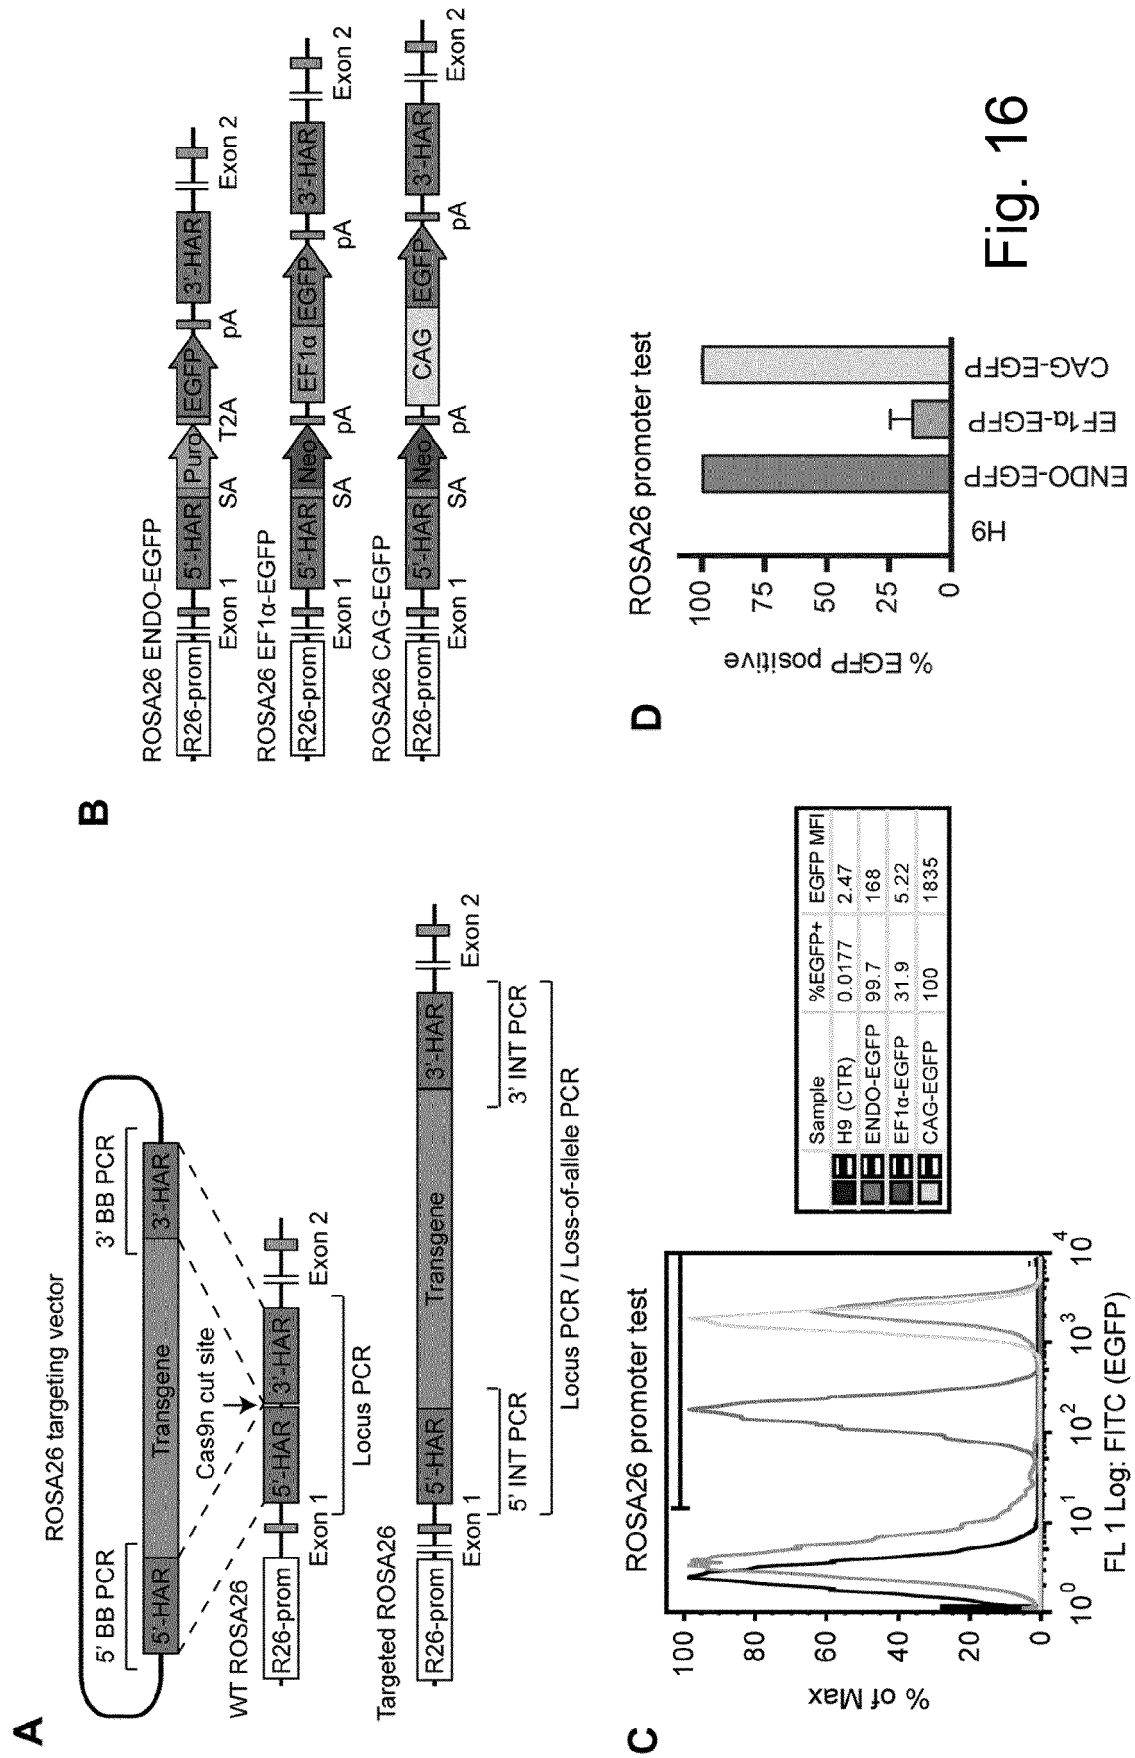 A
ROSA26 targeting vector
5' BB PCR
3' BB PCR
5'-HAR
Transgene
3'-HAR
Cas9n cut site
WT ROSA26
R26-prom
5'-HAR
3'-HAR
Exon 1
Exon 2
Locus PCR
Targeted ROSA26
R26-prom
5'-HAR
Transgene
3'-HAR
Exon 1
Exon 2
5' INT PCR
3' INT PCR
Locus PCR / Loss-of-allele PCR
B
ROSA26 ENDO-EGFP
R26-prom
5'-HAR
Puro
EGFP
3'-HAR
Exon 1
SA
T2A
pA
Exon 2
ROSA26 EF1α-EGFP
R26-prom
5'-HAR
Neo
EF1α
EGFP
3'-HAR
Exon 1
SA
pA
pA
Exon 2
ROSA26 CAG-EGFP
R26-prom
5'-HAR
Neo
CAG
EGFP
3'-HAR
Exon 1
SA
pA
pA
Exon 2
C
ROSA26 promoter test
% of Max
100
80
60
40
20
0
10^0
10^1
10^2
10^3
10^4
FL 1 Log: FITC (EGFP)
Sample %EGFP+ EGFP MFI
H9 (CTR) 0.0177 2.47
ENDO-EGFP 99.7 168
EF1α-EGFP 31.9 5.22
CAG-EGFP 100 1835
D
ROSA26 promoter test
% EGFP positive
100
75
50
25
0
H9
ENDO-EGFP
EF1α-EGFP
CAG-EGFP
Fig. 16